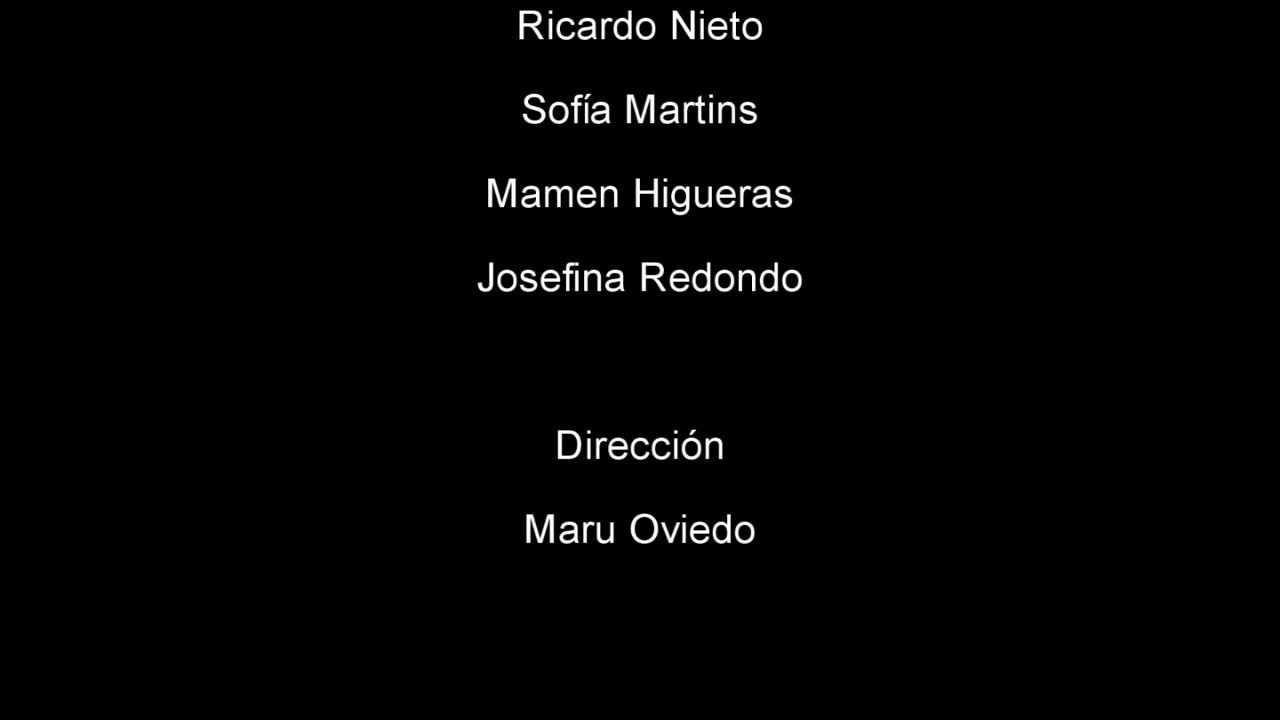 Ricardo Nieto
Sofía Martins
Mamen Higueras
Josefina Redondo
Dirección
Maru Oviedo